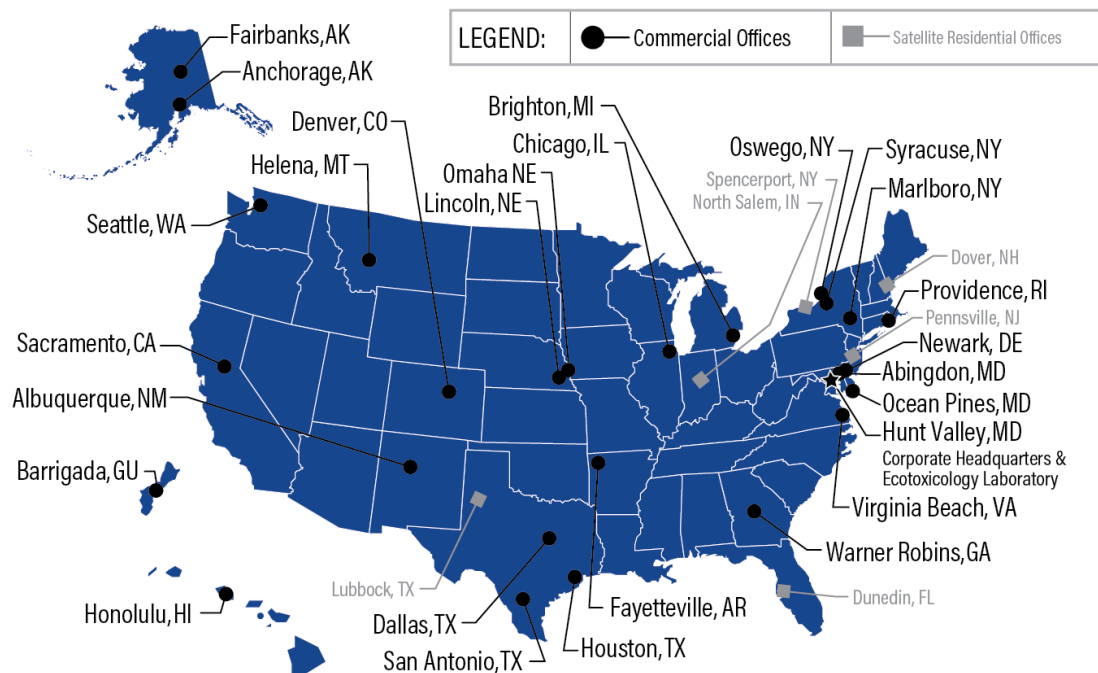 LEGEND:
Commercial Offices
Satellite Residential Offices
Fairbanks, AK
Anchorage, AK
Denver, CO
Helena, MT
Seattle, WA
Brighton, MI
Chicago, IL
Omaha NE
Lincoln, NE
Oswego, NY
Spencerport, NY
North Salem, IN
Syracuse, NY
Marlboro, NY
Dover, NH
Providence, RI
Pennsville, NJ
Newark, DE
Abingdon, MD
Ocean Pines, MD
Hunt Valley, MD
Corporate Headquarters &
Ecotoxicology Laboratory
Virginia Beach, VA
Warner Robins, GA
Dunedin, FL
Sacramento, CA
Albuquerque, NM
Barrigada, GU
Honolulu, HI
Lubbock, TX
Dallas, TX
San Antonio, TX
Houston, TX
Fayetteville, AR